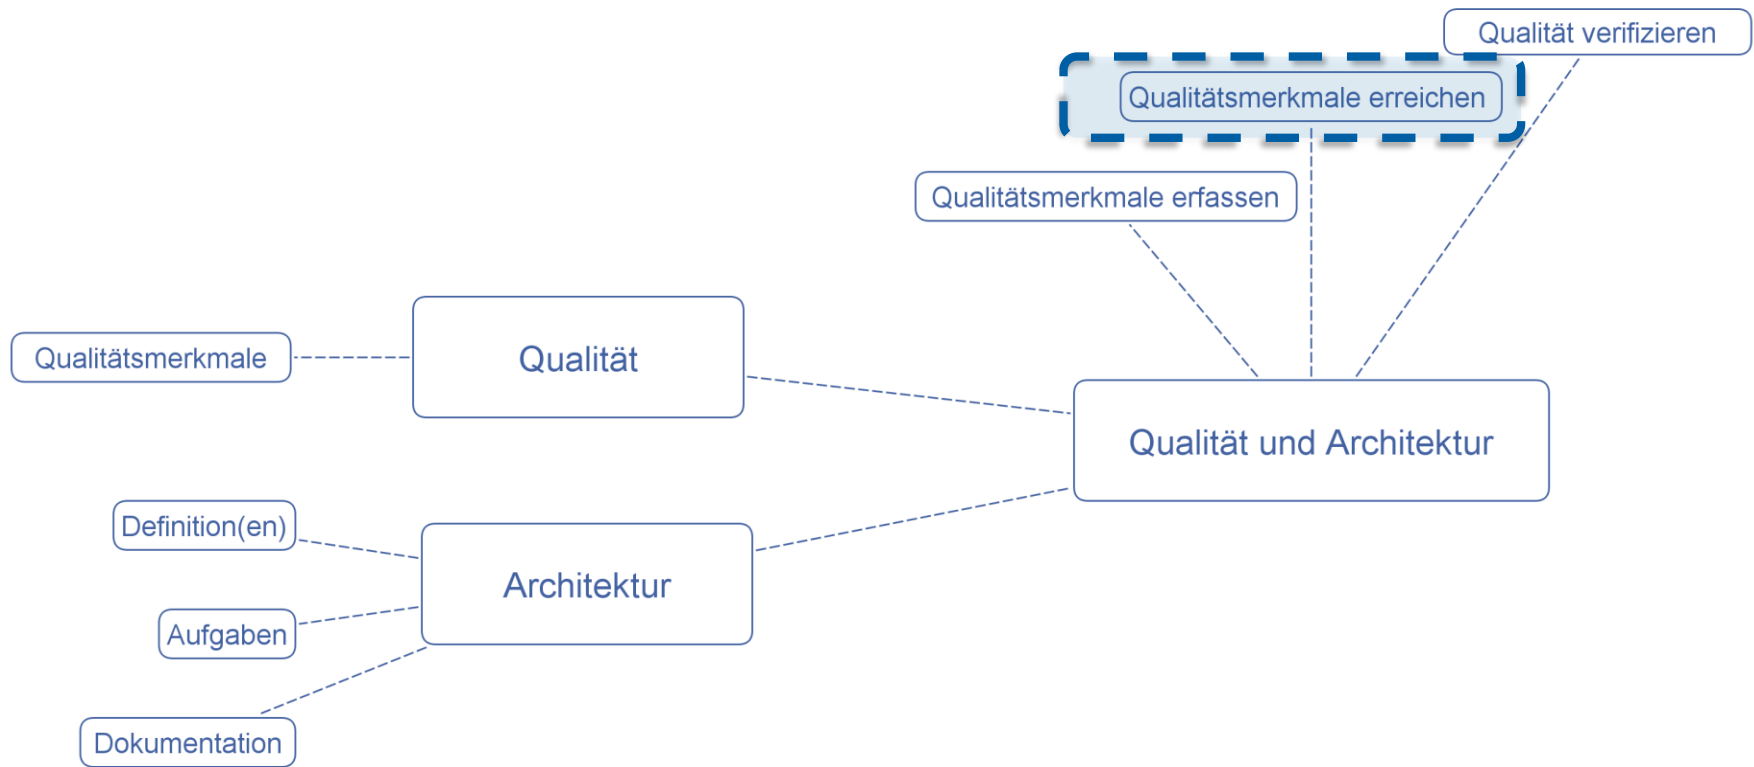 Qualität verifizieren
Qualitätsmerkmale erreichen
Qualitätsmerkmale erfassen
Qualitätsmerkmale
Qualität
Qualität und Architektur
Definition(en)
Architektur
Aufgaben
Dokumentation